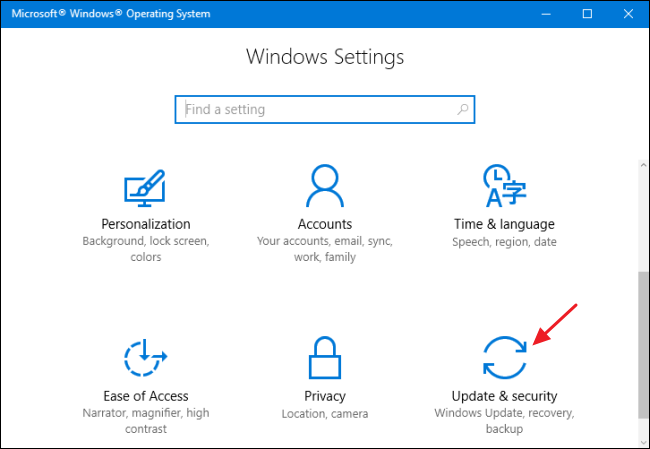 Microsoft® Windows® Operating System
Windows Settings
Find a setting
Personalization
Background, lock screen,
colors
Accounts
Your accounts, email, sync,
work, family
Time & language
Speech, region, date
A字
Ease of Access
Narrator, magnifier, high
contrast
Privacy
Location, camera
Update & security
Windows Update, recovery,
backup